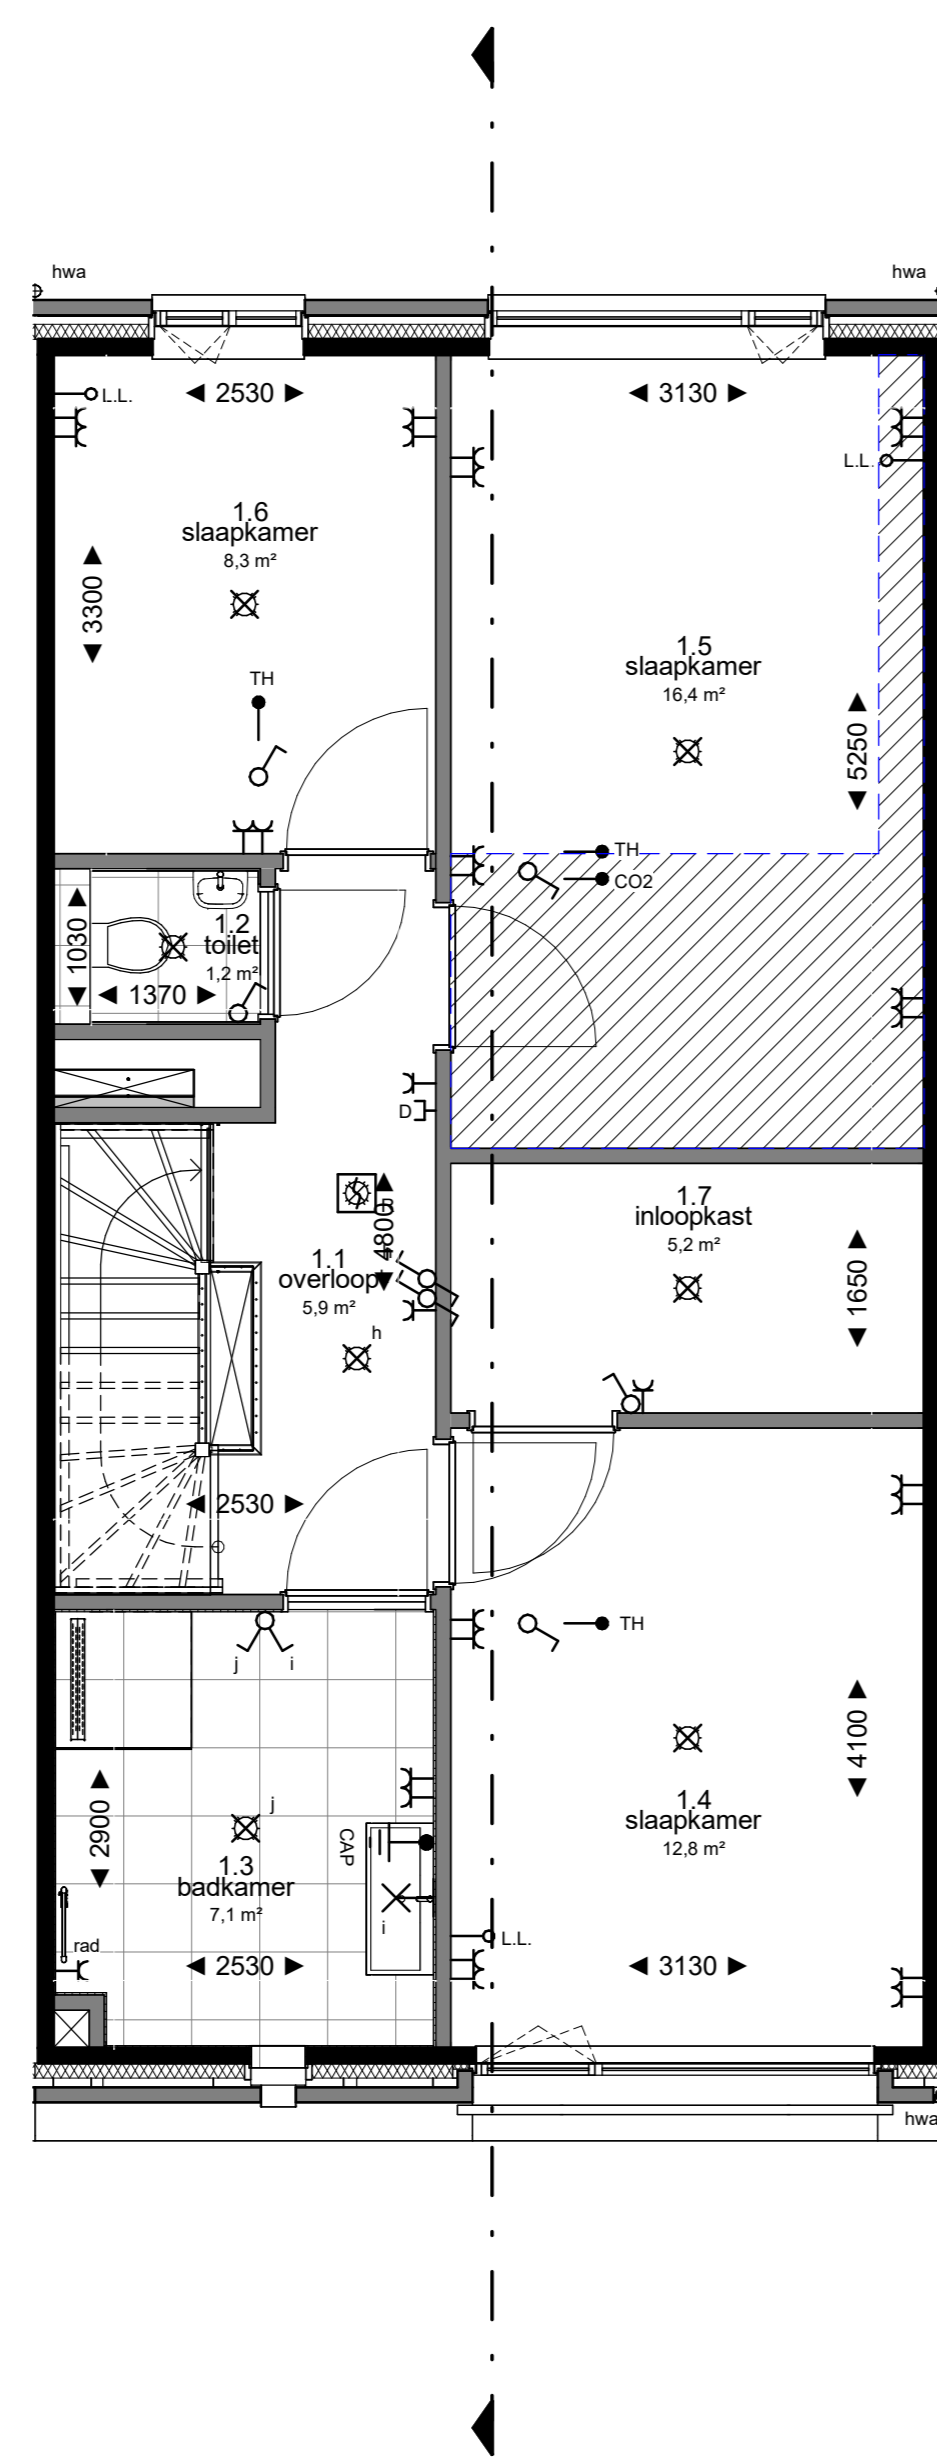 hwa
hwa
2530
3130
L.L.
L.L.
1.6
slaapkamer
8,3 m²
3300
1.5
slaapkamer
16,4 m²
5250
TH
TH
CO2
1.2
toilet
1,2 m²
1030
1370
D
1.7
inloopkast
5,2 m²
1650
R
4800
1.1
overloop
5,9 m²
h
2530
TH
j
i
4100
2900
j
CAP
1.4
slaapkamer
12,8 m²
1.3
badkamer
7,1 m²
i
rad
L.L.
2530
3130
hwa